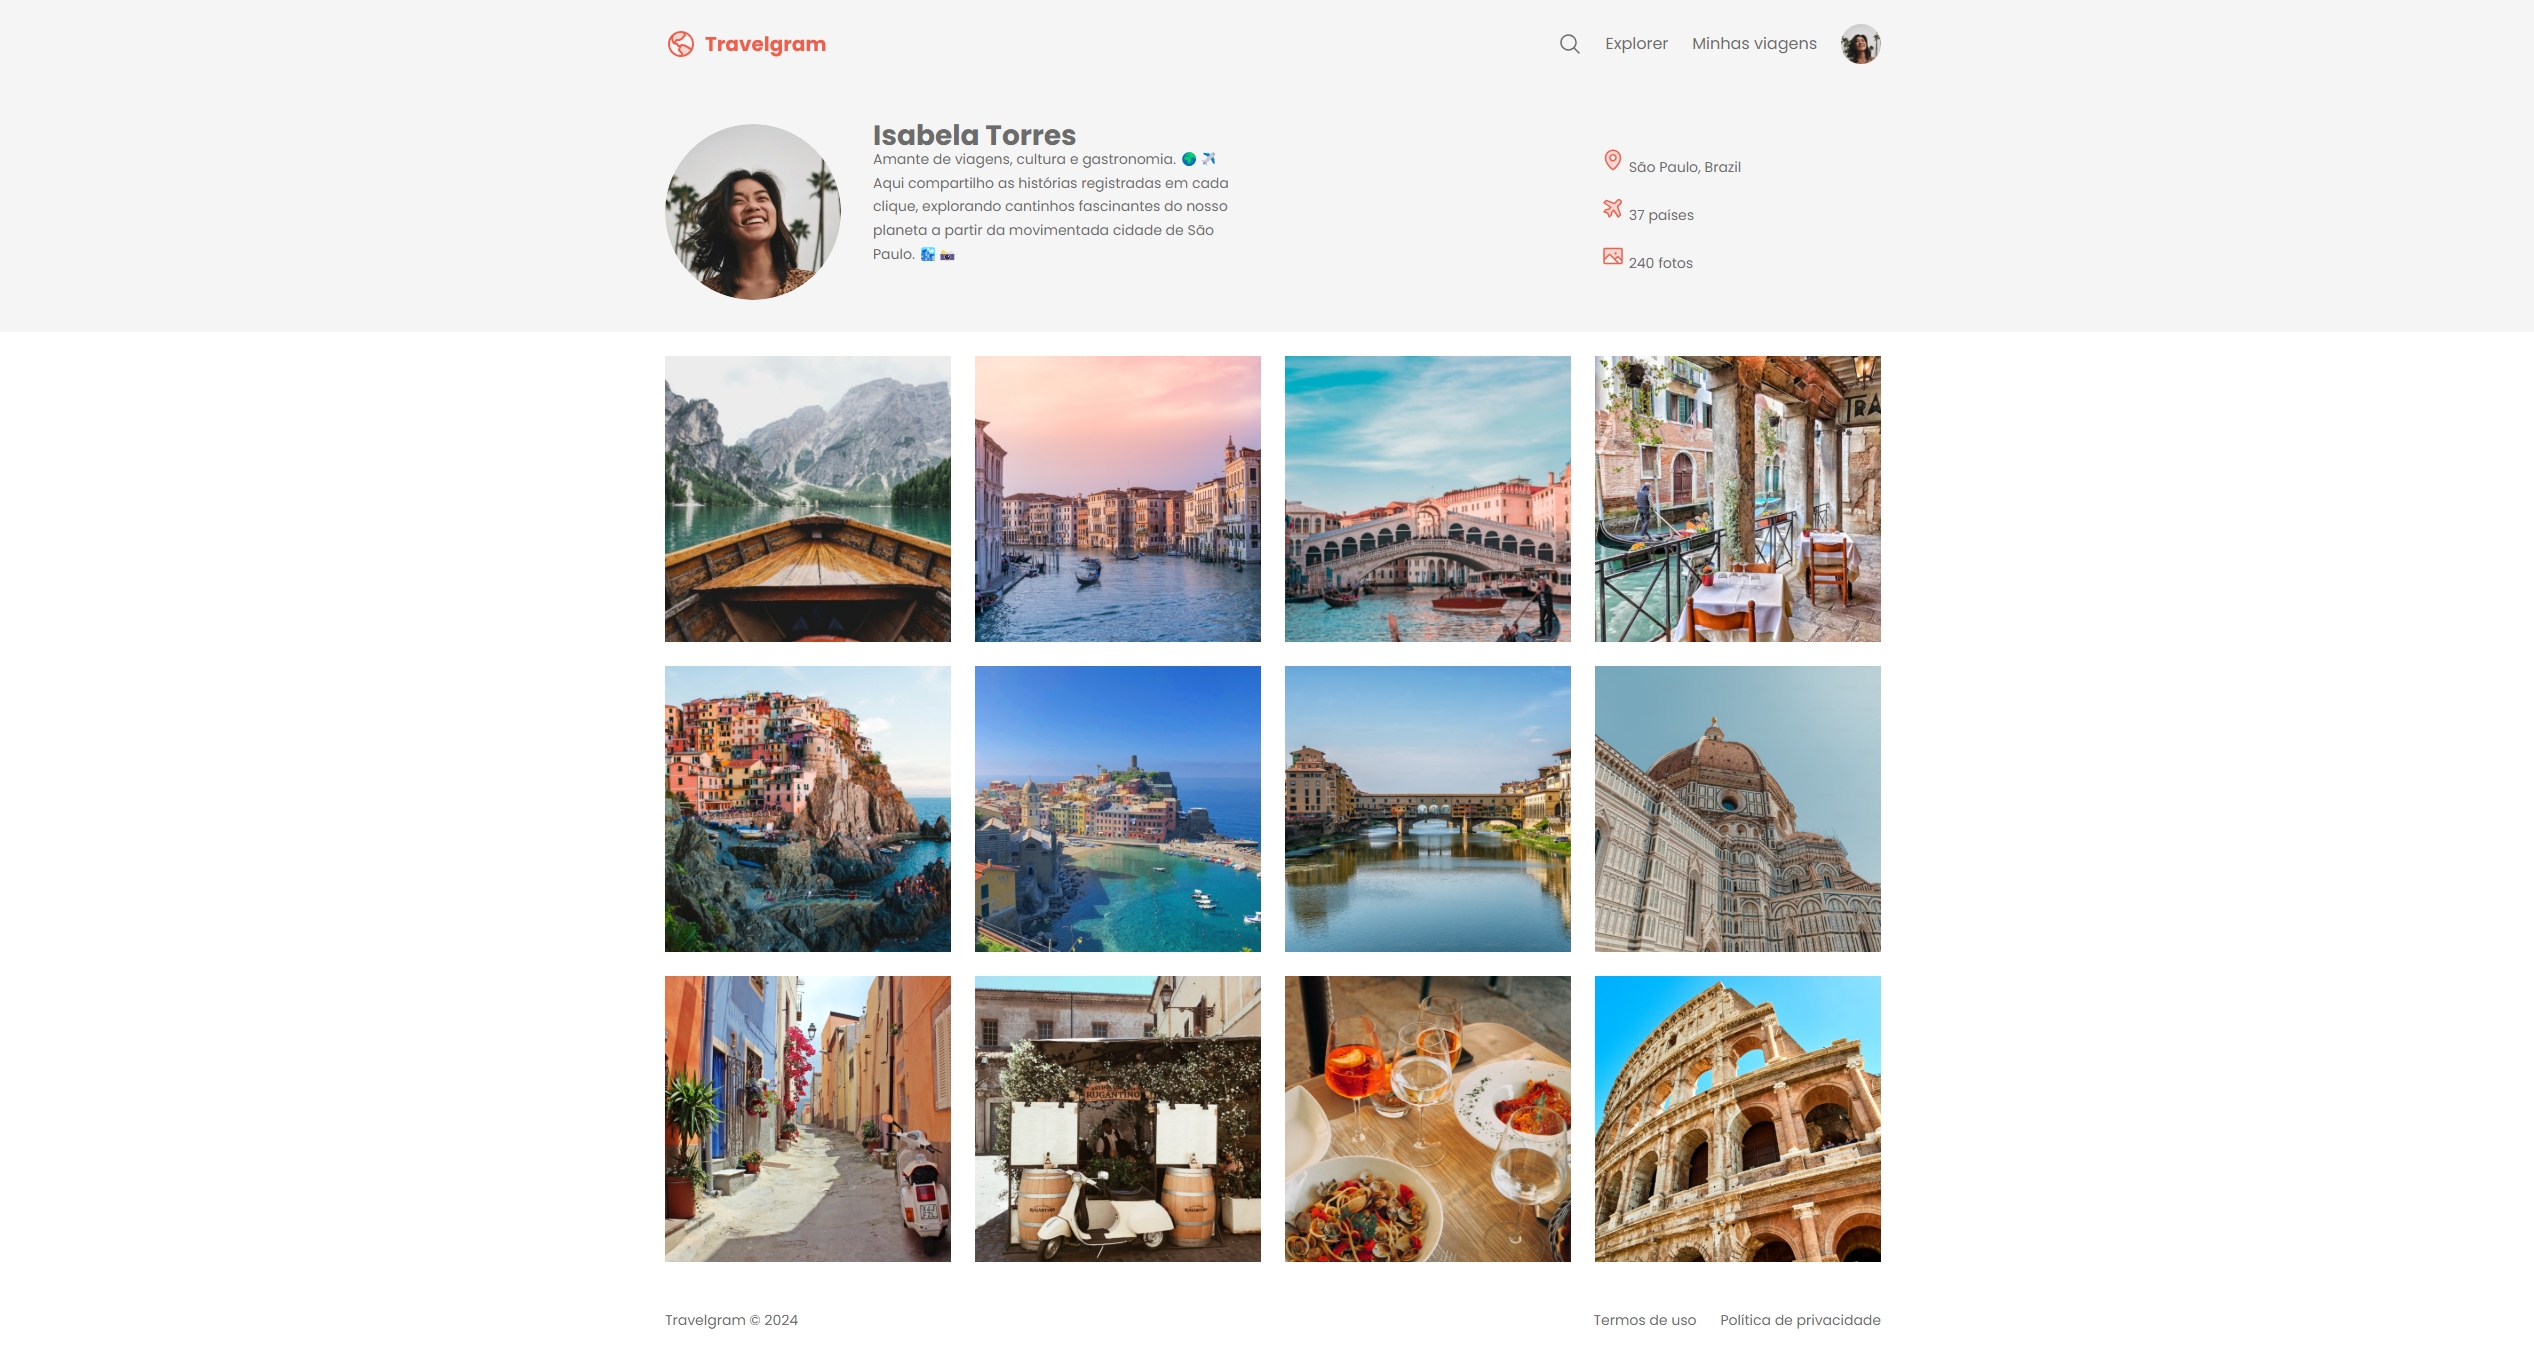 Travelgram
Explorer
Minhas viagens
Isabela Torres
Amante de viagens, cultura e gastronomia. 🌍 ✈️
Aqui compartilho as histórias registradas em cada
clique, explorando cantinhos fascinantes do nosso
planeta a partir da movimentada cidade de São
Paulo. 🏙️ 📸
São Paulo, Brazil
37 países
240 fotos
TRA
RUGANTINO
Travelgram © 2024
Termos de uso
Política de privacidade